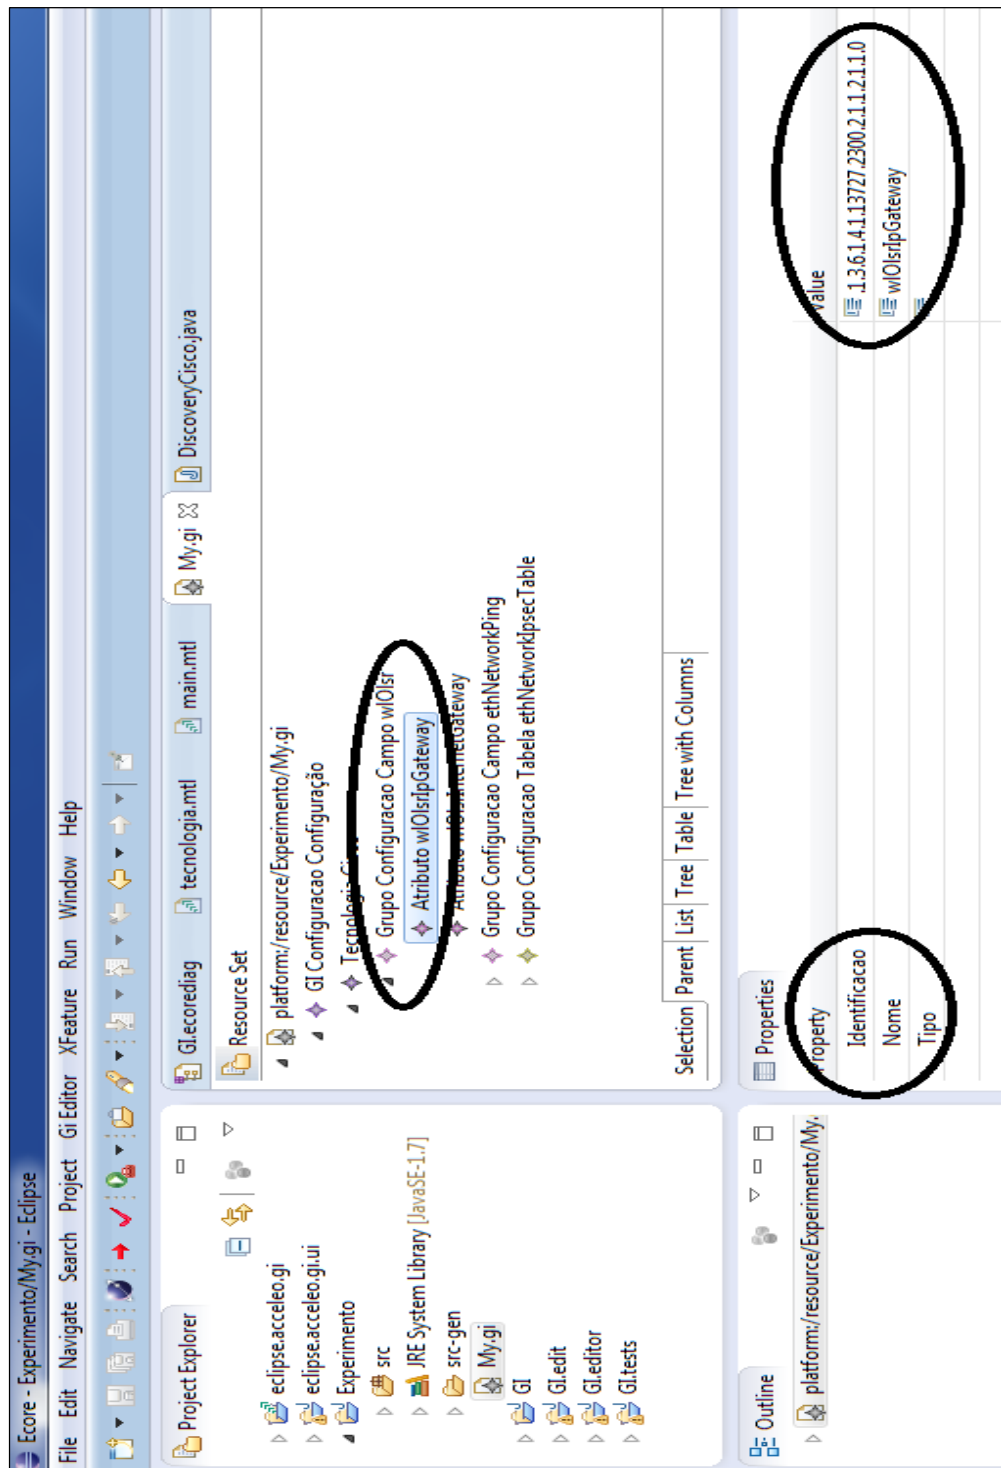 Ecore - Experimento/My.gi - Eclipse
File Edit Navigate Search Project Gi Editor XFeature Run Window Help
Project Explorer
eclipse.acceleo.gi
eclipse.acceleo.gi.ui
Experimento
src
JRE System Library [JavaSE-1.7]
src-gen
My.gi
GI
GI.edit
GI.editor
GI.tests
GI.ecorediag tecnologia.mtl main.mtl My.gi DiscoveryCisco.java
Resource Set
platform:/resource/Experimento/My.gi
GI Configuracao Configuração
Tecnologia
Grupo Configuracao Campo wlOlsr
Atributo wlOlsrIpGateway
Atributo wlOlsrInternetGateway
Grupo Configuracao Campo ethNetworkPing
Grupo Configuracao Tabela ethNetworkIpsecTable
Selection Parent List Tree Table Tree with Columns
Outline
platform:/resource/Experimento/My.
Properties
Property Value
Identificacao .1.3.6.1.4.1.13727.2300.2.1.1.2.1.1.0
Nome wlOlsrIpGateway
Tipo